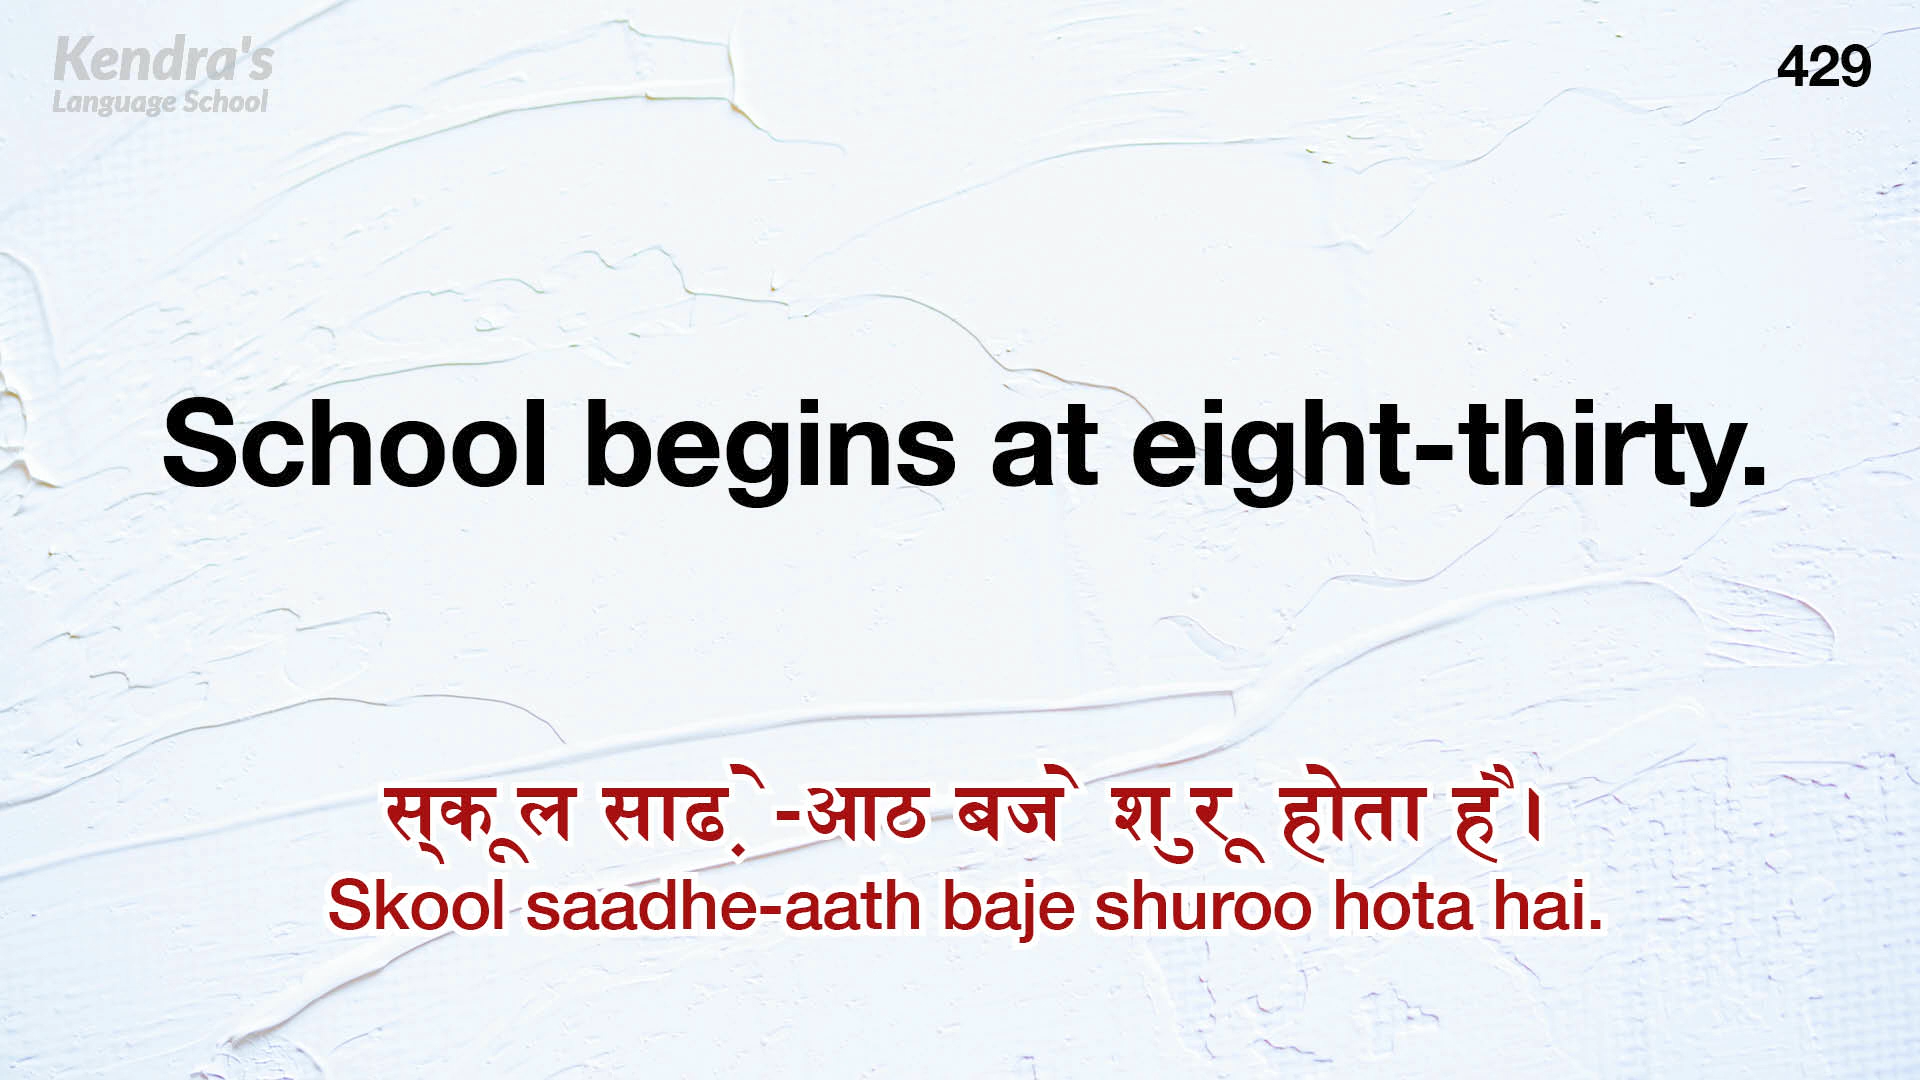 Kendra's
Language School
429
School begins at eight-thirty.
स्कूल साढ़े-आठ बजे शुरू होता है।
Skool saadhe-aath baje shuroo hota hai.